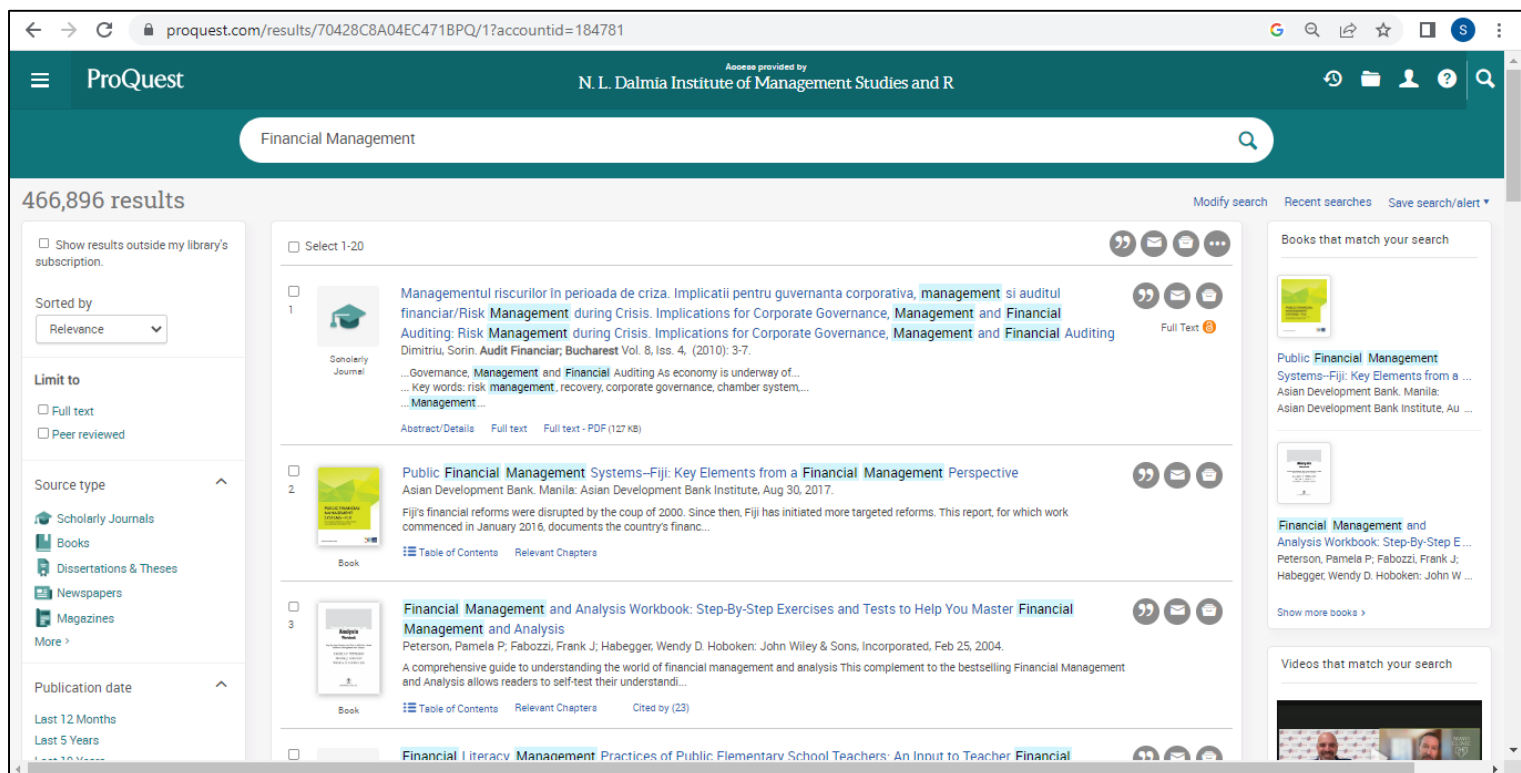 proquest.com/results/70428C8A04EC471BPQ/1?accountid=184781
S
ProQuest
Access provided by
N. L. Dalmia Institute of Management Studies and R
Financial Management
466,896 results
Modify search Recent searches Save search/alert
Show results outside my library's
subscription.
Sorted by
Relevance
Limit to
Full text
Peer reviewed
Source type
Scholarly Journals
Books
Dissertations & Theses
Newspapers
Magazines
More >
Publication date
Last 12 Months
Last 5 Years
Last 10 Years
Select 1-20
1
Scholarly
Journal
Managementul riscurilor în perioada de criza. Implicatii pentru guvernanta corporativa, management si auditul
financiar/Risk Management during Crisis. Implications for Corporate Governance, Management and Financial
Auditing: Risk Management during Crisis. Implications for Corporate Governance, Management and Financial Auditing
Dimitriu, Sorin. Audit Financiar; Bucharest Vol. 8, Iss. 4, (2010): 3-7.
...Governance, Management and Financial Auditing As economy is underway of...
... Key words: risk management, recovery, corporate governance, chamber system,...
...Management...
Abstract/Details Full text Full text - PDF (127 KB)
Full Text
2
Book
Public Financial Management Systems--Fiji: Key Elements from a Financial Management Perspective
Asian Development Bank. Manila: Asian Development Bank Institute, Aug 30, 2017.
Fiji's financial reforms were disrupted by the coup of 2000. Since then, Fiji has initiated more targeted reforms. This report, for which work
commenced in January 2016, documents the country's financ...
Table of Contents Relevant Chapters
3
Analysis
Book
Financial Management and Analysis Workbook: Step-By-Step Exercises and Tests to Help You Master Financial
Management and Analysis
Peterson, Pamela P; Fabozzi, Frank J; Habegger, Wendy D. Hoboken: John Wiley & Sons, Incorporated, Feb 25, 2004.
A comprehensive guide to understanding the world of financial management and analysis This complement to the bestselling Financial Management
and Analysis allows readers to self-test their understandi...
Table of Contents Relevant Chapters Cited by (23)
Financial Literacy Management Practices of Public Elementary School Teachers: An Input to Teacher Financial
Books that match your search
Public Financial Management
Systems--Fiji: Key Elements from a ...
Asian Development Bank. Manila:
Asian Development Bank Institute, Au ...
Financial Management and
Analysis Workbook: Step-By-Step E ...
Peterson, Pamela P; Fabozzi, Frank J;
Habegger, Wendy D. Hoboken: John W ...
Show more books >
Videos that match your search